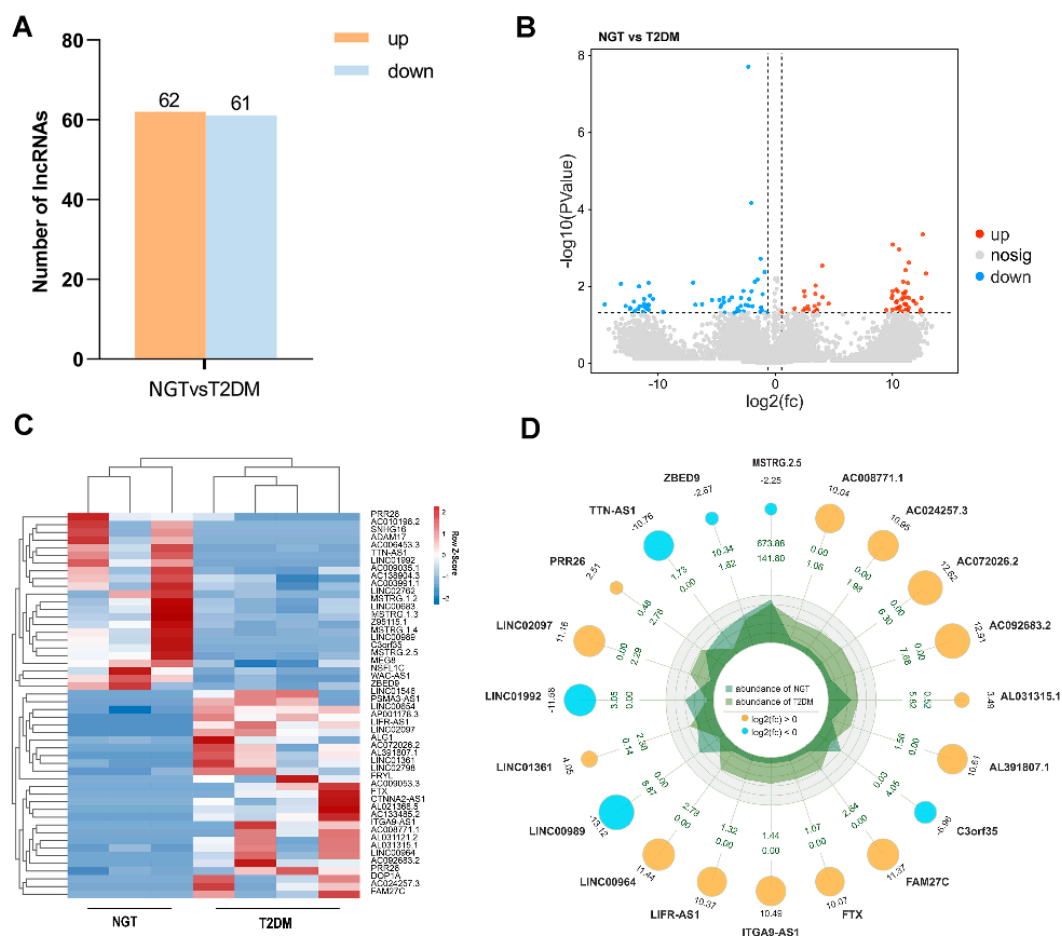 A
80
60
40
20
0
Number of lncRNAs
62
61
NGTvsT2DM
up
down
B
NGT vs T2DM
8
6
4
2
0
-log10(PValue)
-10
0
10
log2(fc)
up
nosig
down
C
PRR28
AC010198.2
SNHG16
ADAM17
AC006453.3
TTN-AS1
LINC01992
AC009035.1
AC138904.3
AC003991.1
LINC02762
MSTRG.1.2
LINC00683
MSTRG.1.3
Z95115.1
MSTRG.1.4
LINC00989
C3orf35
MSTRG.2.5
MEG8
NSFL1C
WAC-AS1
ZBED9
LINC01546
PSMA3-AS1
LINC00654
AP001176.3
LIFR-AS1
LINC02097
ALG1
AC072026.2
AL391807.1
LINC01361
LINC02798
FRYL
AC009053.3
FTX
CTNNA2-AS1
AL021368.5
AC133485.2
ITGA9-AS1
AC008771.1
AL031121.2
AL031315.1
LINC00964
AC092683.2
PRR26
DOP1A
AC024257.3
FAM27C
2
1
0
-1
-2
Row Z-Score
NGT
T2DM
D
MSTRG.2.5
-2.25
673.86
141.80
AC008771.1
10.04
0.00
1.06
AC024257.3
10.95
0.00
1.98
AC072026.2
12.62
0.00
6.30
AC092683.2
12.91
0.00
7.68
AL031315.1
3.49
0.52
5.82
AL391807.1
10.61
0.00
1.56
C3orf35
-6.96
4.05
0.03
FAM27C
11.37
0.00
2.64
FTX
10.07
0.00
1.07
ITGA9-AS1
10.49
0.00
1.44
LIFR-AS1
10.37
0.00
1.32
LINC00964
11.44
0.00
2.78
LINC00989
-13.12
8.87
0.00
LINC01361
4.05
0.14
2.30
LINC01992
-11.58
3.05
0.00
LINC02097
11.16
0.00
2.29
PRR26
2.51
0.48
2.76
TTN-AS1
-10.76
1.73
0.00
ZBED9
-2.67
10.34
1.62
abundance of NGT
abundance of T2DM
log2(fc) > 0
log2(fc) < 0